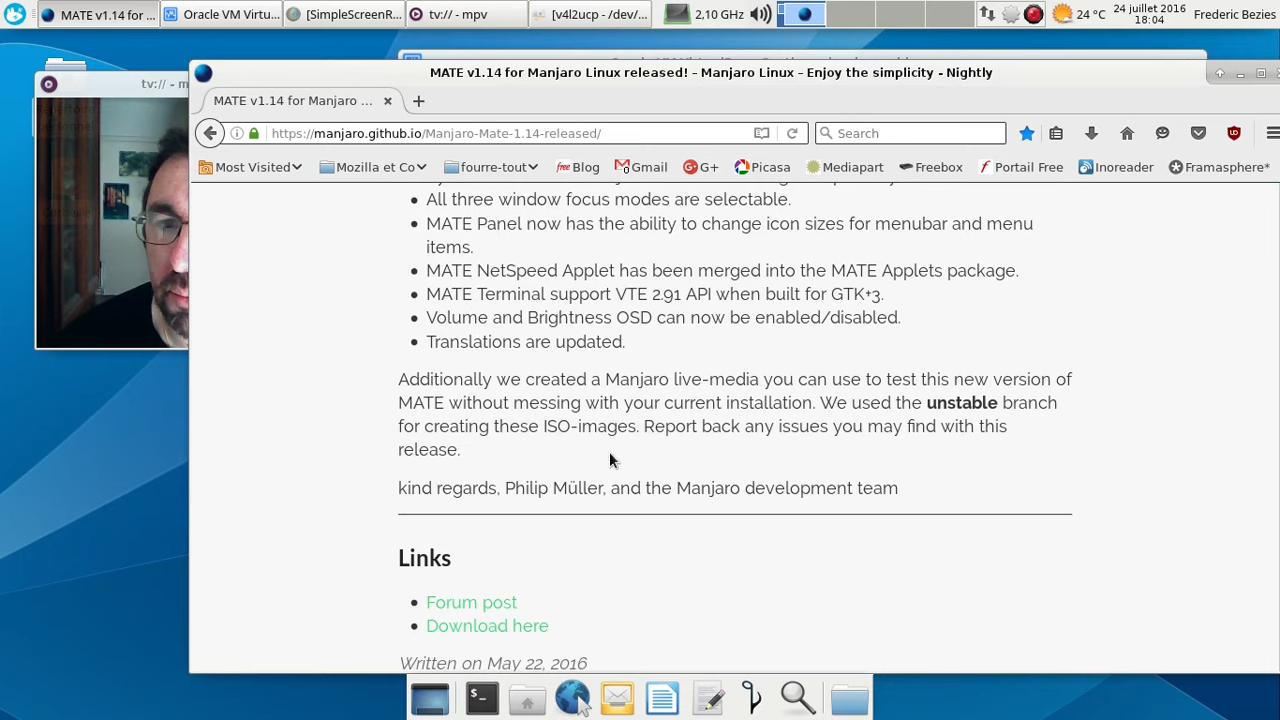 MATE v1.14 for ...
Oracle VM Virtu...
[SimpleScreenR...
tv:// - mpv
[v4l2ucp - /dev/...
2,10 GHz
24 °C
24 juillet 2016
18:04
Frederic Bezies
tv:// - m
MATE v1.14 for Manjaro Linux released! - Manjaro Linux - Enjoy the simplicity - Nightly
MATE v1.14 for Manjaro ...
https://manjaro.github.io/Manjaro-Mate-1.14-released/
Search
Most Visited
Mozilla et Co
fourre-tout
free Blog
Gmail
G+
Picasa
Mediapart
Freebox
Portail Free
Inoreader
Framasphere*
All three window focus modes are selectable.
MATE Panel now has the ability to change icon sizes for menubar and menu
items.
MATE NetSpeed Applet has been merged into the MATE Applets package.
MATE Terminal support VTE 2.91 API when built for GTK+3.
Volume and Brightness OSD can now be enabled/disabled.
Translations are updated.
Additionally we created a Manjaro live-media you can use to test this new version of
MATE without messing with your current installation. We used the unstable branch
for creating these ISO-images. Report back any issues you may find with this
release.
kind regards, Philip Müller, and the Manjaro development team
Links
Forum post
Download here
Written on May 22, 2016